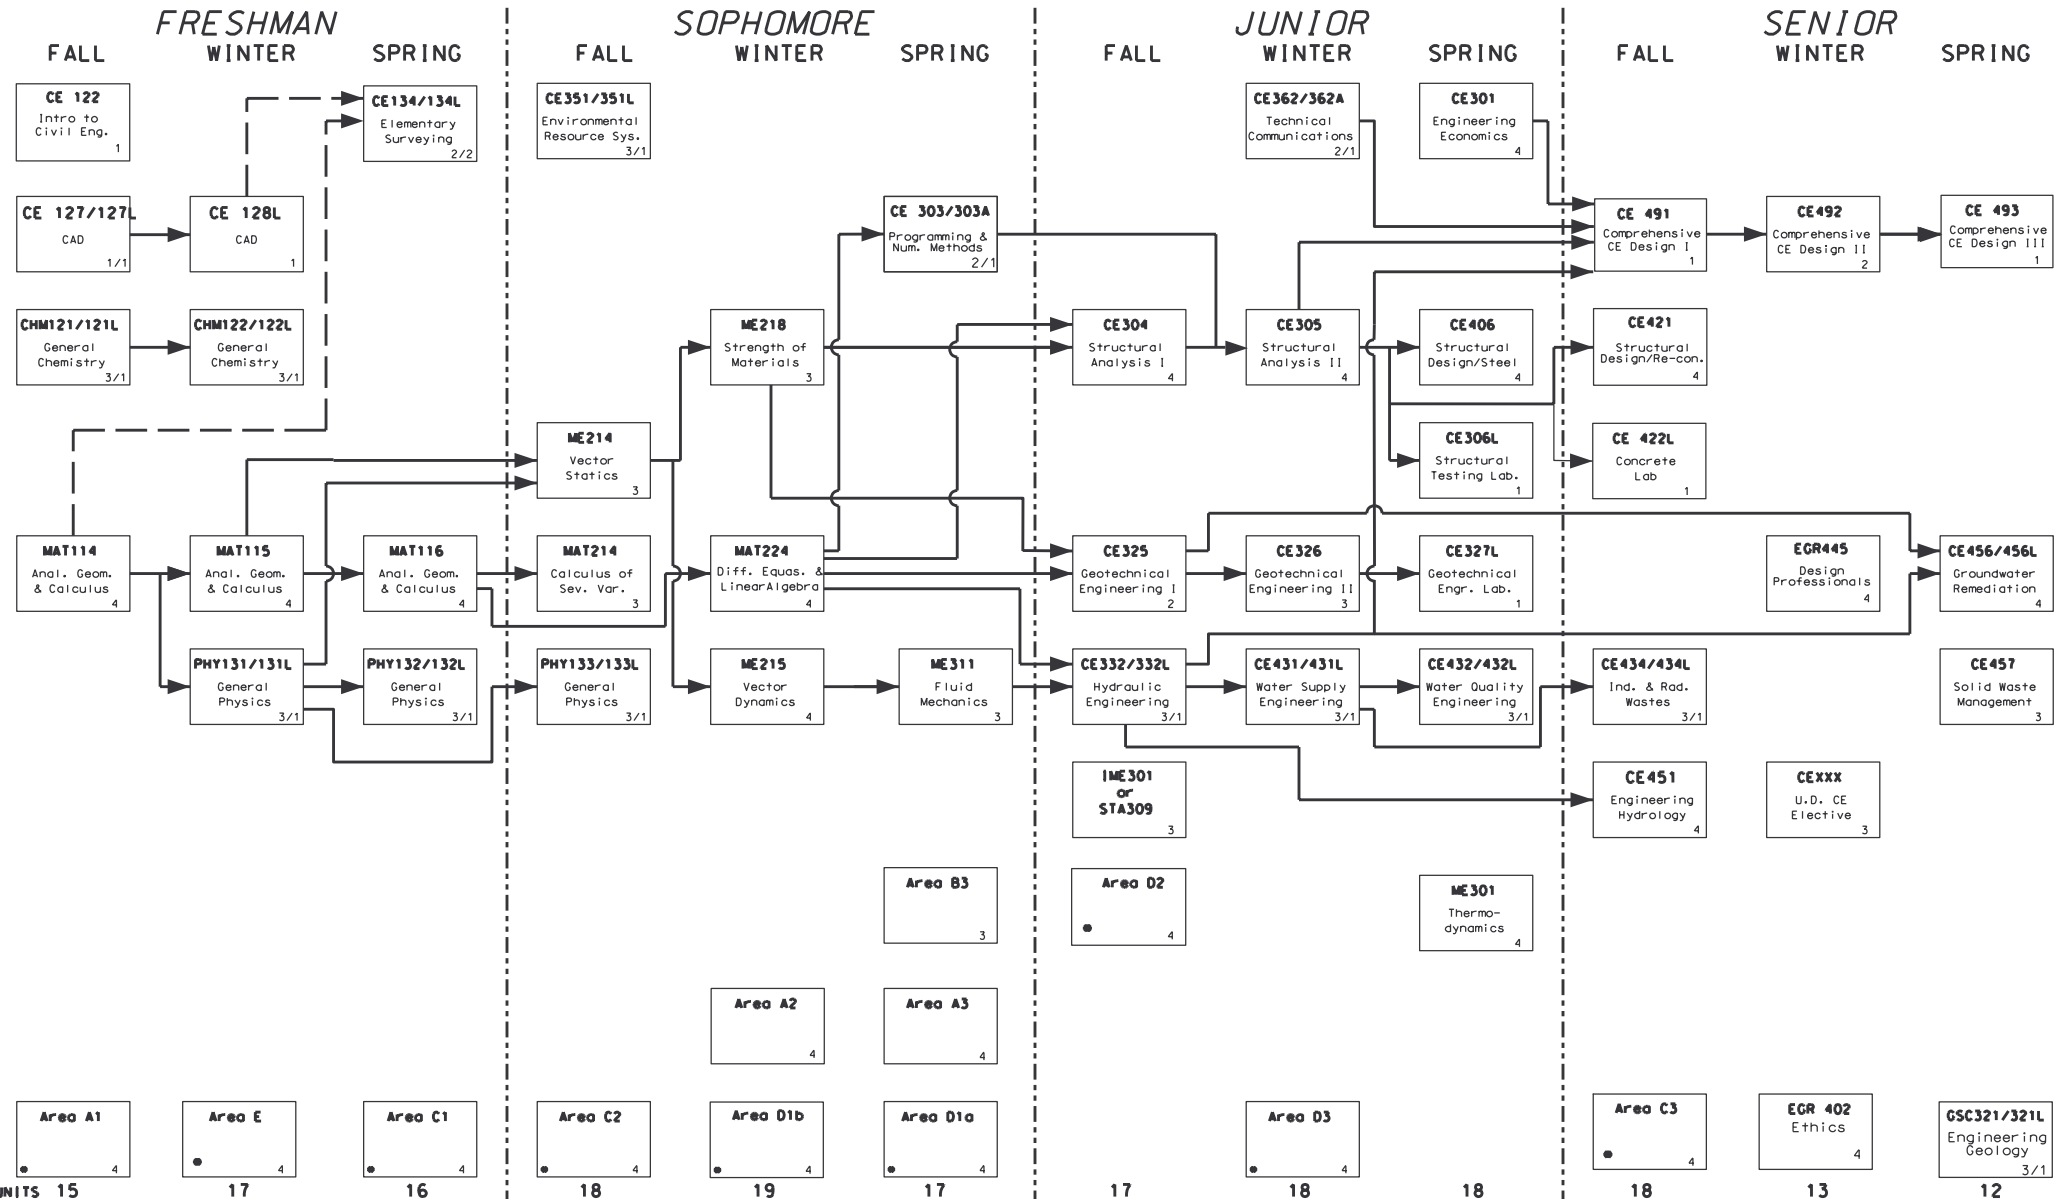 FRESHMAN
SOPHOMORE
JUNIOR
SENIOR
FALL
WINTER
SPRING
FALL
WINTER
SPRING
FALL
WINTER
SPRING
FALL
WINTER
SPRING
CE 122
Intro to
Civil Eng.
1
CE134/134L
Elementary
Surveying
2/2
CE351/351L
Environmental
Resource Sys.
3/1
CE362/362A
Technical
Communications
2/1
CE301
Engineering
Economics
4
CE 127/127L
CAD
1/1
CE 128L
CAD
1
CE 303/303A
Programming &
Num. Methods
2/1
CE 491
Comprehensive
CE Design I
1
CE492
Comprehensive
CE Design II
2
CE 493
Comprehensive
CE Design III
1
CHM121/121L
General
Chemistry
3/1
CHM122/122L
General
Chemistry
3/1
ME218
Strength of
Materials
3
CE304
Structural
Analysis I
4
CE305
Structural
Analysis II
4
CE406
Structural
Design/Steel
4
CE421
Structural
Design/Re-con.
4
ME214
Vector
Statics
3
CE306L
Structural
Testing Lab.
1
CE 422L
Concrete
Lab
1
MAT114
Anal. Geom.
& Calculus
4
MAT115
Anal. Geom.
& Calculus
4
MAT116
Anal. Geom.
& Calculus
4
MAT214
Calculus of
Sev. Var.
3
MAT224
Diff. Equas. &
LinearAlgebra
4
CE325
Geotechnical
Engineering I
2
CE326
Geotechnical
Engineering II
3
CE327L
Geotechnical
Engr. Lab.
1
EGR445
Design
Professionals
4
CE456/456L
Groundwater
Remediation
4
PHY131/131L
General
Physics
3/1
PHY132/132L
General
Physics
3/1
PHY133/133L
General
Physics
3/1
ME215
Vector
Dynamics
4
ME311
Fluid
Mechanics
3
CE332/332L
Hydraulic
Engineering
3/1
CE431/431L
Water Supply
Engineering
3/1
CE432/432L
Water Quality
Engineering
3/1
CE434/434L
Ind. & Rad.
Wastes
3/1
CE457
Solid Waste
Management
3
IME301
or
STA309
3
CE451
Engineering
Hydrology
4
CEXXX
U.D. CE
Elective
3
Area B3
3
Area D2
4
ME301
Thermo-
dynamics
4
Area A2
4
Area A3
4
Area A1
4
Area E
4
Area C1
4
Area C2
4
Area D1b
4
Area D1a
4
Area D3
4
Area C3
4
EGR 402
Ethics
4
GSC321/321L
Engineering
Geology
3/1
NITS 15 17 16 18 19 17 17 18 18 18 13 12